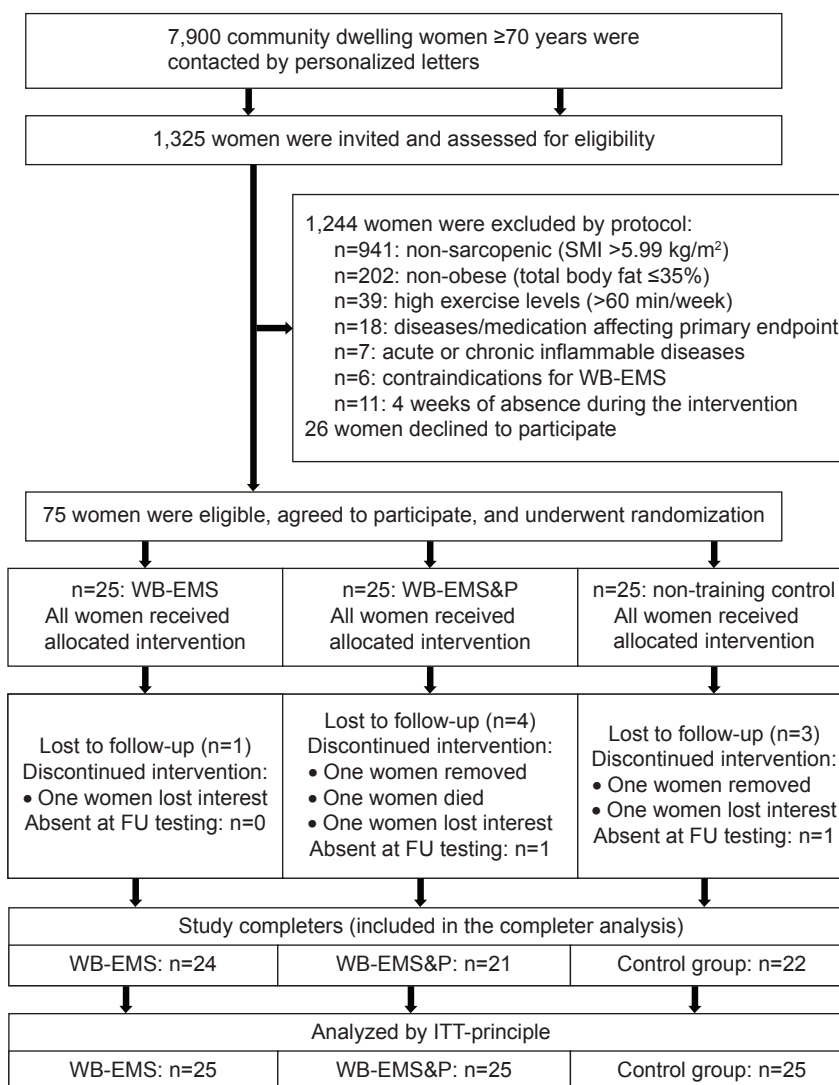 7,900 community dwelling women ≥70 years were
contacted by personalized letters
1,325 women were invited and assessed for eligibility
1,244 women were excluded by protocol:
n=941: non-sarcopenic (SMI >5.99 kg/m²)
n=202: non-obese (total body fat ≤35%)
n=39: high exercise levels (>60 min/week)
n=18: diseases/medication affecting primary endpoint
n=7: acute or chronic inflammable diseases
n=6: contraindications for WB-EMS
n=11: 4 weeks of absence during the intervention
26 women declined to participate
75 women were eligible, agreed to participate, and underwent randomization
n=25: WB-EMS
All women received
allocated intervention
n=25: WB-EMS&P
All women received
allocated intervention
n=25: non-training control
All women received
allocated intervention
Lost to follow-up (n=1)
Discontinued intervention:
• One women lost interest
Absent at FU testing: n=0
Lost to follow-up (n=4)
Discontinued intervention:
• One women removed
• One women died
• One women lost interest
Absent at FU testing: n=1
Lost to follow-up (n=3)
Discontinued intervention:
• One women removed
• One women lost interest
Absent at FU testing: n=1
Study completers (included in the completer analysis)
WB-EMS: n=24
WB-EMS&P: n=21
Control group: n=22
Analyzed by ITT-principle
WB-EMS: n=25
WB-EMS&P: n=25
Control group: n=25